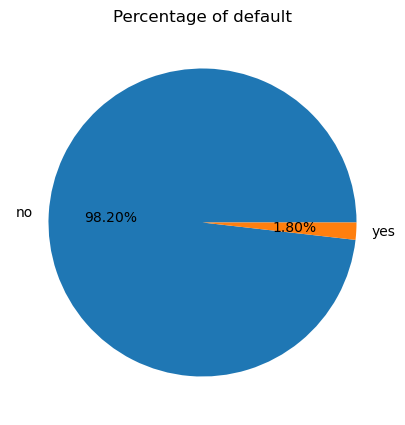 Percentage of default
no
98.20%
1.80%
yes